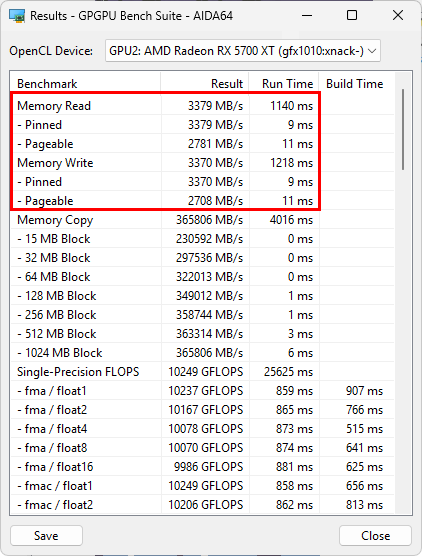 Results - GPGPU Bench Suite - AIDA64
OpenCL Device: GPU2: AMD Radeon RX 5700 XT (gfx1010:xnack-)
Benchmark Result Run Time Build Time
Memory Read 3379 MB/s 1140 ms
- Pinned 3379 MB/s 9 ms
- Pageable 2781 MB/s 11 ms
Memory Write 3370 MB/s 1218 ms
- Pinned 3370 MB/s 9 ms
- Pageable 2708 MB/s 11 ms
Memory Copy 365806 MB/s 4016 ms
- 15 MB Block 230592 MB/s 0 ms
- 32 MB Block 297536 MB/s 0 ms
- 64 MB Block 322013 MB/s 0 ms
- 128 MB Block 349012 MB/s 1 ms
- 256 MB Block 358744 MB/s 1 ms
- 512 MB Block 363314 MB/s 3 ms
- 1024 MB Block 365806 MB/s 6 ms
Single-Precision FLOPS 10249 GFLOPS 25625 ms
- fma / float1 10237 GFLOPS 859 ms 907 ms
- fma / float2 10167 GFLOPS 865 ms 766 ms
- fma / float4 10078 GFLOPS 873 ms 515 ms
- fma / float8 10070 GFLOPS 874 ms 641 ms
- fma / float16 9986 GFLOPS 881 ms 625 ms
- fmac / float1 10249 GFLOPS 858 ms 656 ms
- fmac / float2 10206 GFLOPS 862 ms 813 ms
Save Close